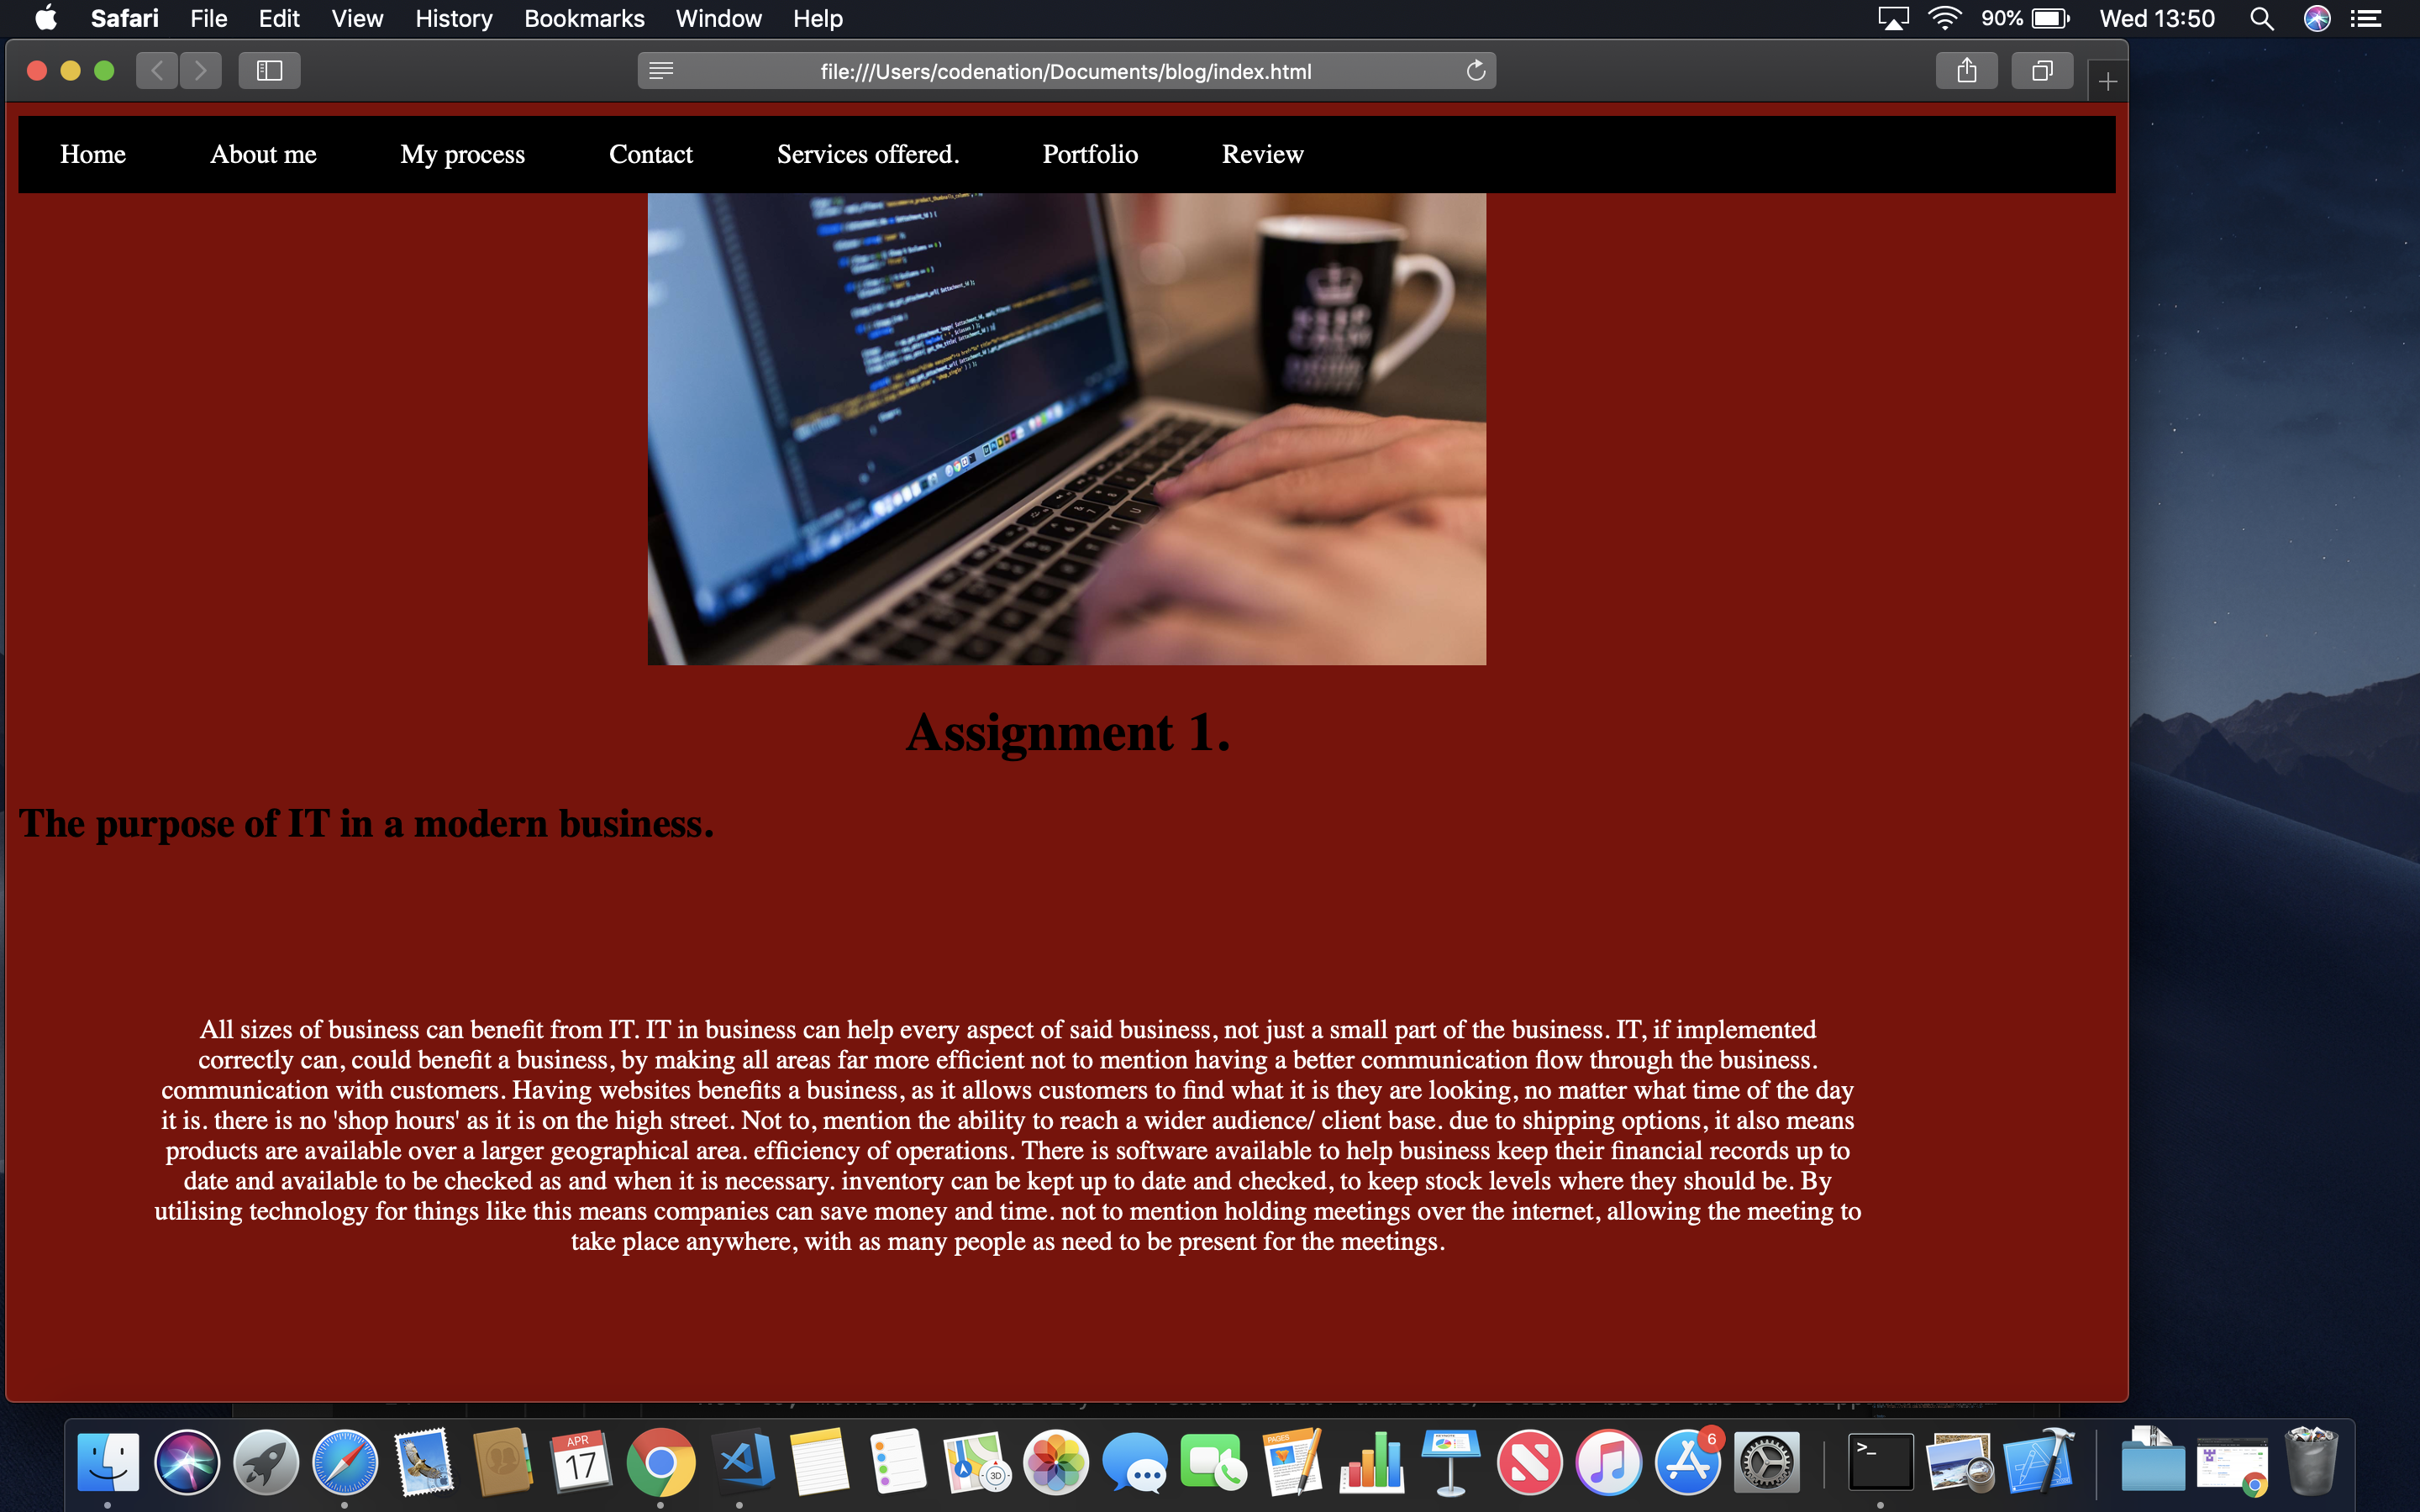 Safari File Edit View History Bookmarks Window Help 90% Wed 13:50
file:///Users/codenation/Documents/blog/index.html
Home About me My process Contact Services offered. Portfolio Review
KEEP
CALM
Assignment 1.
The purpose of IT in a modern business.
All sizes of business can benefit from IT. IT in business can help every aspect of said business, not just a small part of the business. IT, if implemented
correctly can, could benefit a business, by making all areas far more efficient not to mention having a better communication flow through the business.
communication with customers. Having websites benefits a business, as it allows customers to find what it is they are looking, no matter what time of the day
it is. there is no 'shop hours' as it is on the high street. Not to, mention the ability to reach a wider audience/ client base. due to shipping options, it also means
products are available over a larger geographical area. efficiency of operations. There is software available to help business keep their financial records up to
date and available to be checked as and when it is necessary. inventory can be kept up to date and checked, to keep stock levels where they should be. By
utilising technology for things like this means companies can save money and time. not to mention holding meetings over the internet, allowing the meeting to
take place anywhere, with as many people as need to be present for the meetings.
APR
17
3D
PAGES
6
>_